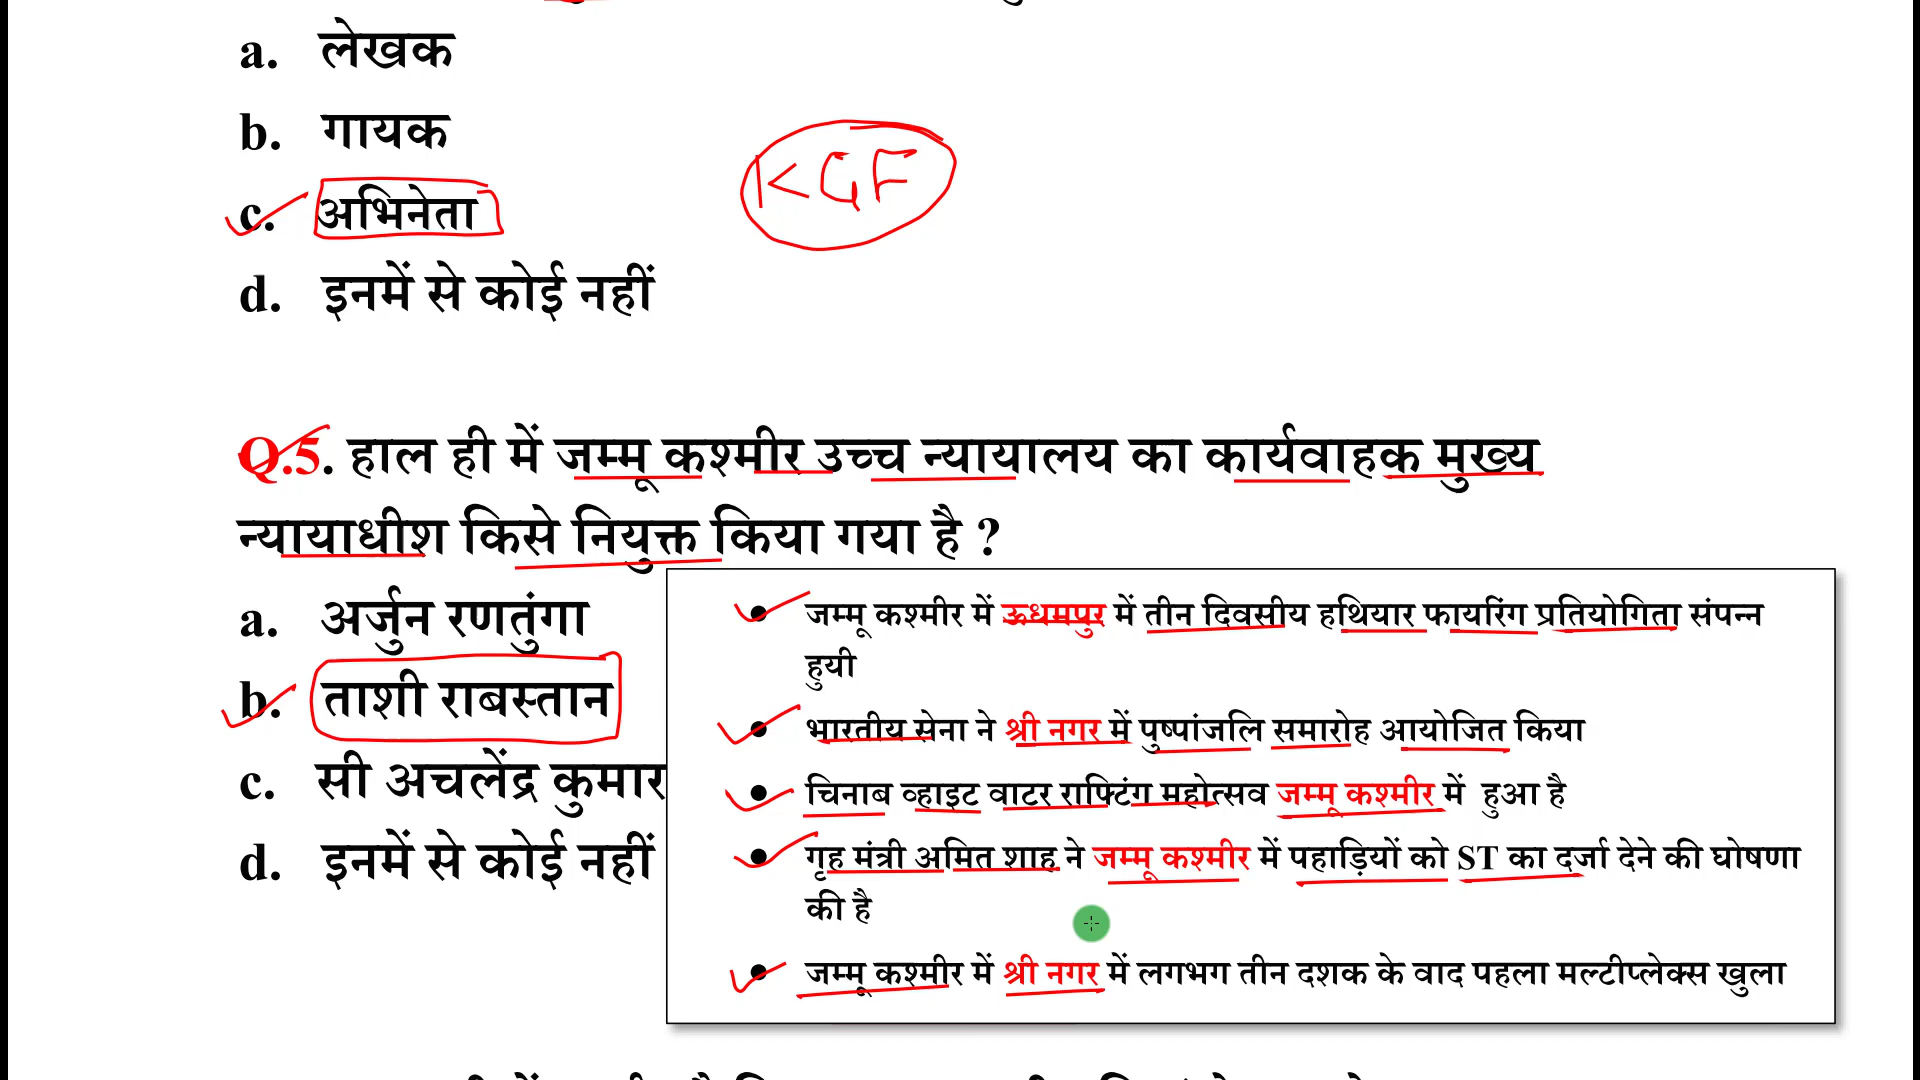 a. लेखक
b. गायक
KGF
c. अभिनेता
d. इनमें से कोई नहीं
Q.5. हाल ही में जम्मू कश्मीर उच्च न्यायालय का कार्यवाहक मुख्य
न्यायाधीश किसे नियुक्त किया गया है ?
a. अर्जुन रणतुंगा
b. ताशी राबस्तान
c. सी अचलेंद्र कुमार
d. इनमें से कोई नहीं
● जम्मू कश्मीर में ऊधमपुर में तीन दिवसीय हथियार फायरिंग प्रतियोगिता संपन्न
हुयी
● भारतीय सेना ने श्री नगर में पुष्पांजलि समारोह आयोजित किया
● चिनाब व्हाइट वाटर राफ्टिंग महोत्सव जम्मू कश्मीर में हुआ है
● गृह मंत्री अमित शाह ने जम्मू कश्मीर में पहाड़ियों को ST का दर्जा देने की घोषणा
की है
● जम्मू कश्मीर में श्री नगर में लगभग तीन दशक के वाद पहला मल्टीप्लेक्स खुला